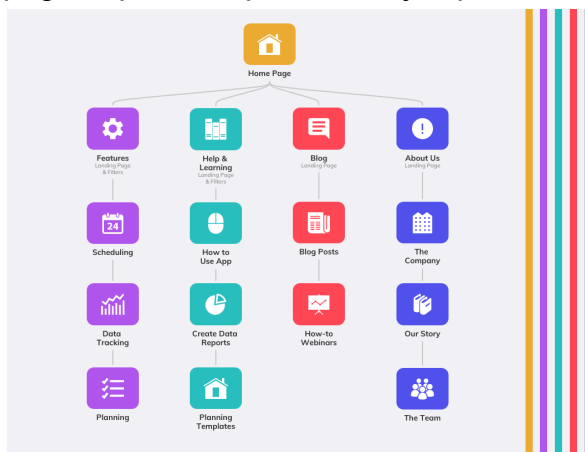 24
Home Page
Features
Landing Page
& Filters
Help &
Learning
Landing Page
& Filters
Blog
Landing Page
About Us
Landing Page
Scheduling
How to
Use App
Blog Posts
The
Company
Data
Tracking
Create Data
Reports
How-to
Webinars
Our Story
Planning
Planning
Templates
The Team